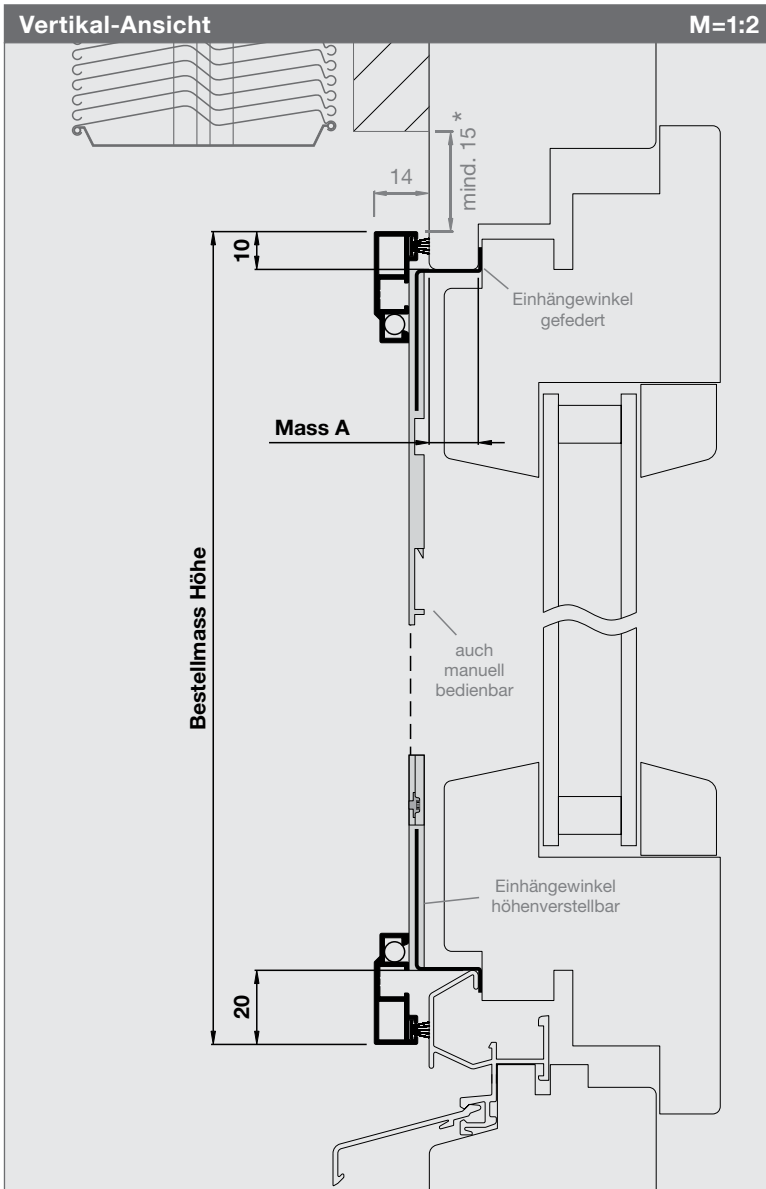 Vertikal-Ansicht
M=1:2
14
mind. 15 *
10
Einhängewinkel
gefedert
Mass A
Bestellmass Höhe
auch
manuell
bedienbar
Einhängewinkel
höhenverstellbar
20